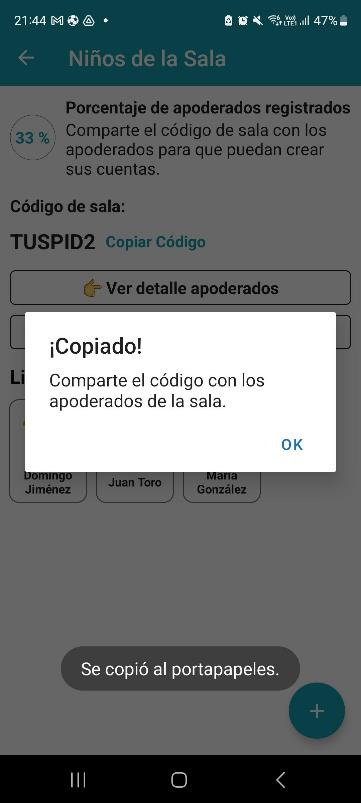 21:44
47%
Niños de la Sala
33 %
Porcentaje de apoderados registrados
Comparte el código de sala con los
apoderados para que puedan crear
sus cuentas.
Código de sala:
TUSPID2 Copiar Código
👉 Ver detalle apoderados
¡Copiado!
Comparte el código con los
apoderados de la sala.
OK
Li
Domingo
Jiménez
Juan Toro
María
González
Se copió al portapapeles.
+